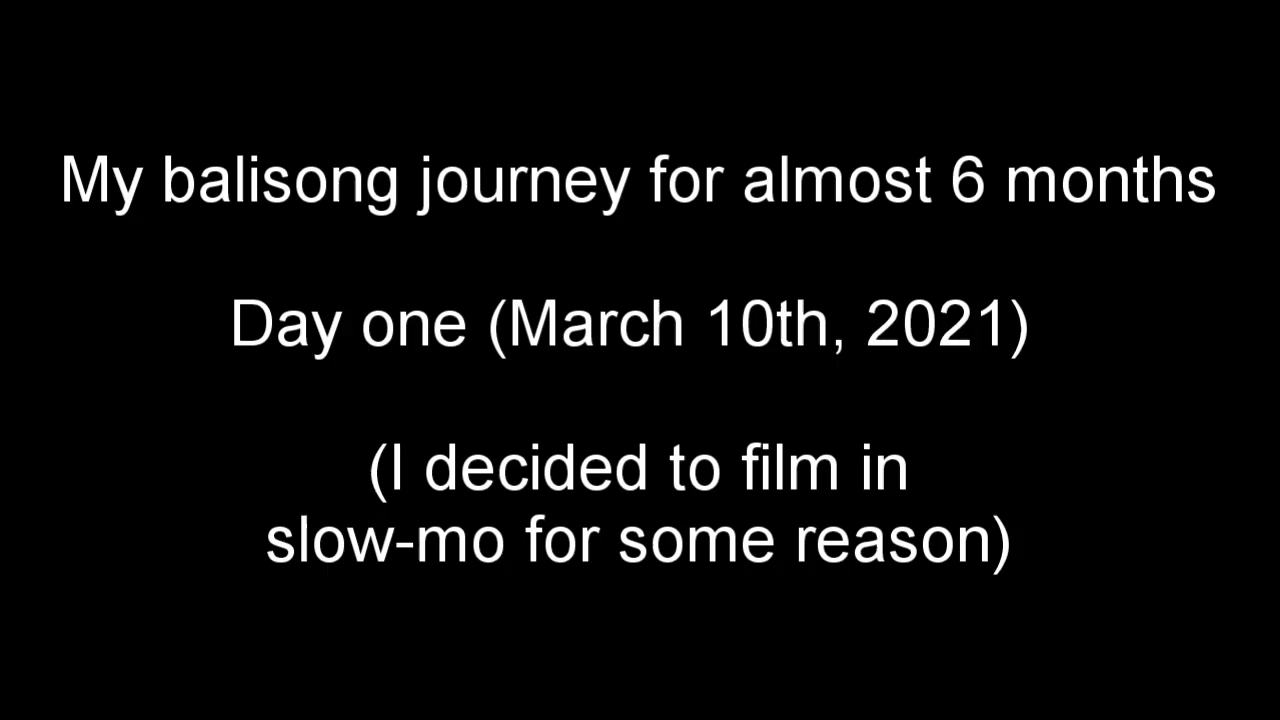 My balisong journey for almost 6 months
Day one (March 10th, 2021)
(I decided to film in
slow-mo for some reason)